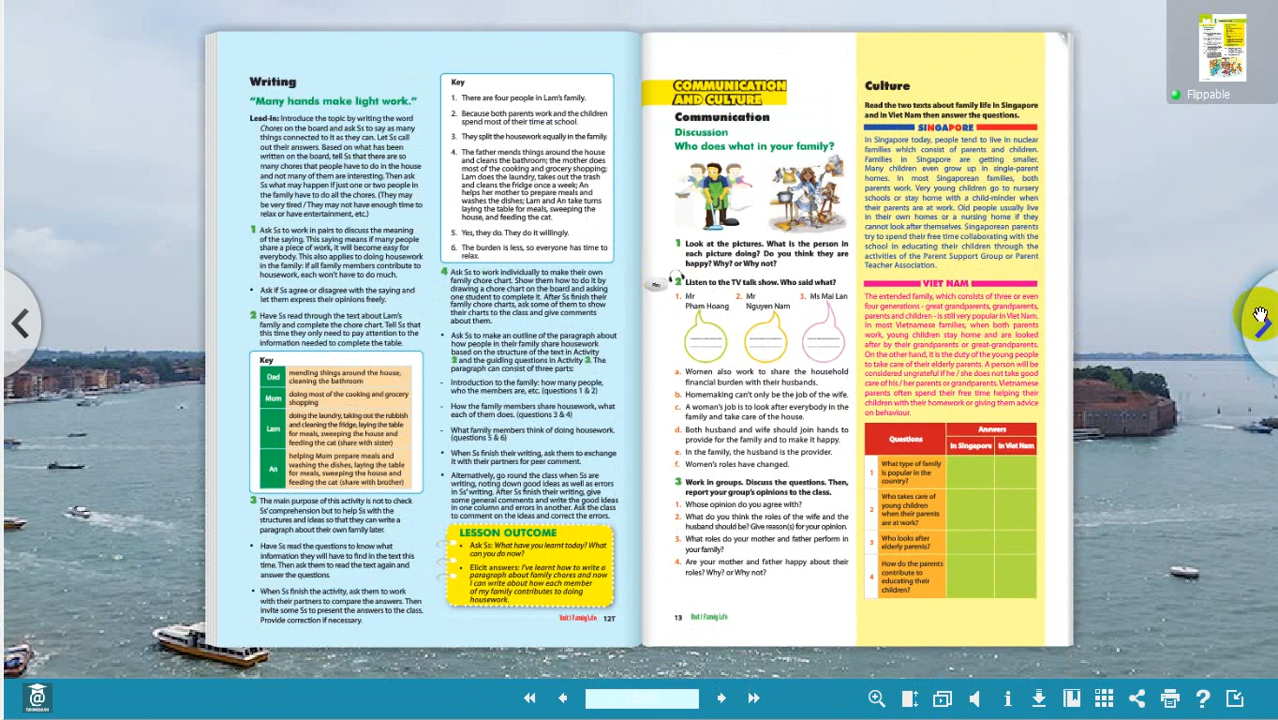 Writing
"Many hands make light work."
Lead-in: Introduce the topic by writing the word
Chores on the board and ask Ss to say as many
things connected to it as they can. Let Ss call
out their answers. Based on what has been
written on the board, tell Ss that there are so
many chores that people have to do in the house
and not many of them are interesting. Then ask
Ss what may happen if just one or two people in
the family have to do all the chores. (They may
be very tired / They may not have enough time to
relax or have entertainment, etc.)
1 Ask Ss to work in pairs to discuss the meaning
of the saying. This saying means if many people
share a piece of work, it will become easy for
everybody. This also applies to doing housework
in the family: if all family members contribute to
housework, each won't have to do much.
• Ask if Ss agree or disagree with the saying and
let them express their opinions freely.
2 Have Ss read through the text about Lam's
family and complete the chore chart. Tell Ss that
this time they only need to pay attention to the
information needed to complete the table.
Key
Dad mending things around the house,
cleaning the bathroom
Mum doing most of the cooking and grocery
shopping
Lam doing the laundry, taking out the rubbish
and cleaning the fridge, laying the table
for meals, sweeping the house and
feeding the cat (share with sister)
An helping Mum prepare meals and
washing the dishes, laying the table
for meals, sweeping the house and
feeding the cat (share with brother)
3 The main purpose of this activity is not to check
Ss' comprehension but to help Ss with the
structures and ideas so that they can write a
paragraph about their own family later.
• Have Ss read the questions to know what
information they will have to find in the text this
time. Then ask them to read the text again and
answer the questions
• When Ss finish the activity, ask them to work
with their partners to compare the answers. Then
invite some Ss to present the answers to the class.
Provide correction if necessary.
Key
1. There are four people in Lam's family.
2. Because both parents work and the children
spend most of their time at school.
3. They split the housework equally in the family.
4. The father mends things around the house
and cleans the bathroom; the mother does
most of the cooking and grocery shopping;
Lam does the laundry, takes out the trash
and cleans the fridge once a week; An
helps her mother to prepare meals and
washes the dishes; Lam and An take turns
laying the table for meals, sweeping the
house, and feeding the cat.
5. Yes, they do. They do it willingly.
6. The burden is less, so everyone has time to
relax.
4 Ask Ss to work individually to make their own
family chore chart. Show them how to do it by
drawing a chore chart on the board and asking
one student to complete it. After Ss finish their
family charts, ask some of them to show
their charts to the class and give comments
about them.
• Ask Ss to make an outline of the paragraph about
how people in their family share housework
based on the structure of the text in Activity
2 and the guiding questions in Activity 3. The
paragraph can consist of three parts:
- Introduction to the family: how many people,
who the members are, etc. (questions 1 & 2)
- How the family members share housework, what
each of them does. (questions 3 & 4)
- What family members think of doing housework.
(questions 5 & 6)
• When Ss finish their writing, ask them to exchange
it with their partners for peer comment.
• Alternatively, go round the class when Ss are
writing, noting down good ideas as well as errors
in Ss' writing. After Ss finish their writing, give
some general comments and write the good ideas
in one column and errors in another. Ask the class
to comment on the ideas and correct the errors.
LESSON OUTCOME
• Ask Ss: What have you learnt today? What
can you do now?
• Elicit answers: I've learnt how to write a
paragraph about family chores and now
I can write about how each member
of my family contributes to doing
housework.
Unit 1 Family Life 12T
COMMUNICATION
AND CULTURE
Communication
Discussion
Who does what in your family?
1 Look at the pictures. What is the person in
each picture doing? Do you think they are
happy? Why? or Why not?
Play
2 Listen to the TV talk show. Who said what?
1. Mr
Pham Hoang
2. Mr
Nguyen Nam
3. Ms Mai Lan
a. Women also work to share the household
financial burden with their husbands.
b. Homemaking can't only be the job of the wife.
c. A woman's job is to look after everybody in the
family and take care of the house.
d. Both husband and wife should join hands to
provide for the family and to make it happy.
e. In the family, the husband is the provider.
f. Women's roles have changed.
3 Work in groups. Discuss the questions. Then,
report your group's opinions to the class.
1. Whose opinion do you agree with?
2. What do you think the roles of the wife and the
husband should be? Give reason(s) for your opinion.
3. What roles do your mother and father perform in
your family?
4. Are your mother and father happy about their
roles? Why? or Why not?
13 Unit 1 Family Life
Culture
Read the two texts about family life in Singapore
and in Viet Nam then answer the questions.
SINGAPORE
In Singapore today, people tend to live in nuclear
families which consist of parents and children.
Families in Singapore are getting smaller.
Many children even grow up in single-parent
homes. In most Singaporean families, both
parents work. Very young children go to nursery
schools or stay home with a child-minder when
their parents are at work. Old people usually live
in their own homes or a nursing home if they
cannot look after themselves. Singaporean parents
try to spend their free time collaborating with the
school in educating their children through the
activities of the Parent Support Group or Parent
Teacher Association.
VIET NAM
The extended family, which consists of three or even
four generations - great grandparents, grandparents,
parents and children - is still very popular in Viet Nam.
In most Vietnamese families, when both parents
work, young children stay home and are looked
after by their grandparents or great-grandparents.
On the other hand, it is the duty of the young people
to take care of their elderly parents. A person will be
considered ungrateful if he / she does not take good
care of his / her parents or grandparents. Vietnamese
parents often spend their free time helping their
children with their homework or giving them advice
on behaviour.
Questions
Answers
In Singapore
In Viet Nam
1 What type of family
is popular in the
country?
2 Who takes care of
young children
when their parents
are at work?
3 Who looks after
elderly parents?
4 How do the parents
contribute to
educating their
children?
Flippable